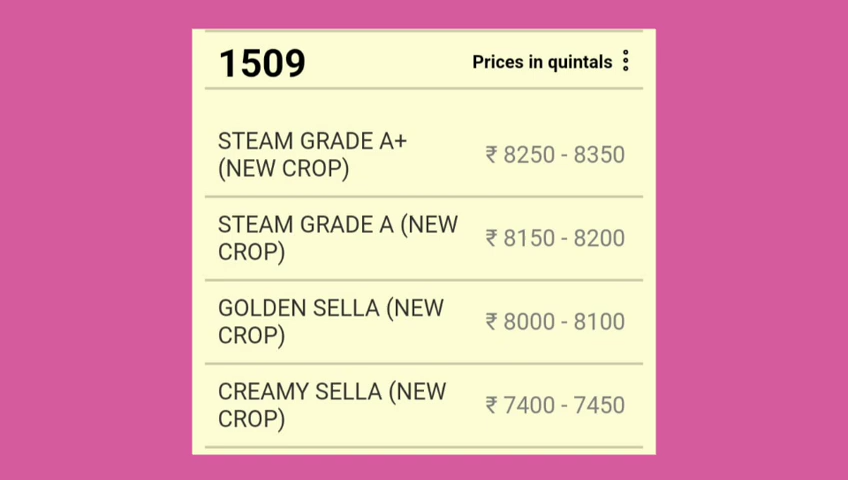 1509
Prices in quintals
STEAM GRADE A+
(NEW CROP)
₹ 8250 - 8350
STEAM GRADE A (NEW
CROP)
₹ 8150 - 8200
GOLDEN SELLA (NEW
CROP)
₹ 8000 - 8100
CREAMY SELLA (NEW
CROP)
₹ 7400 - 7450